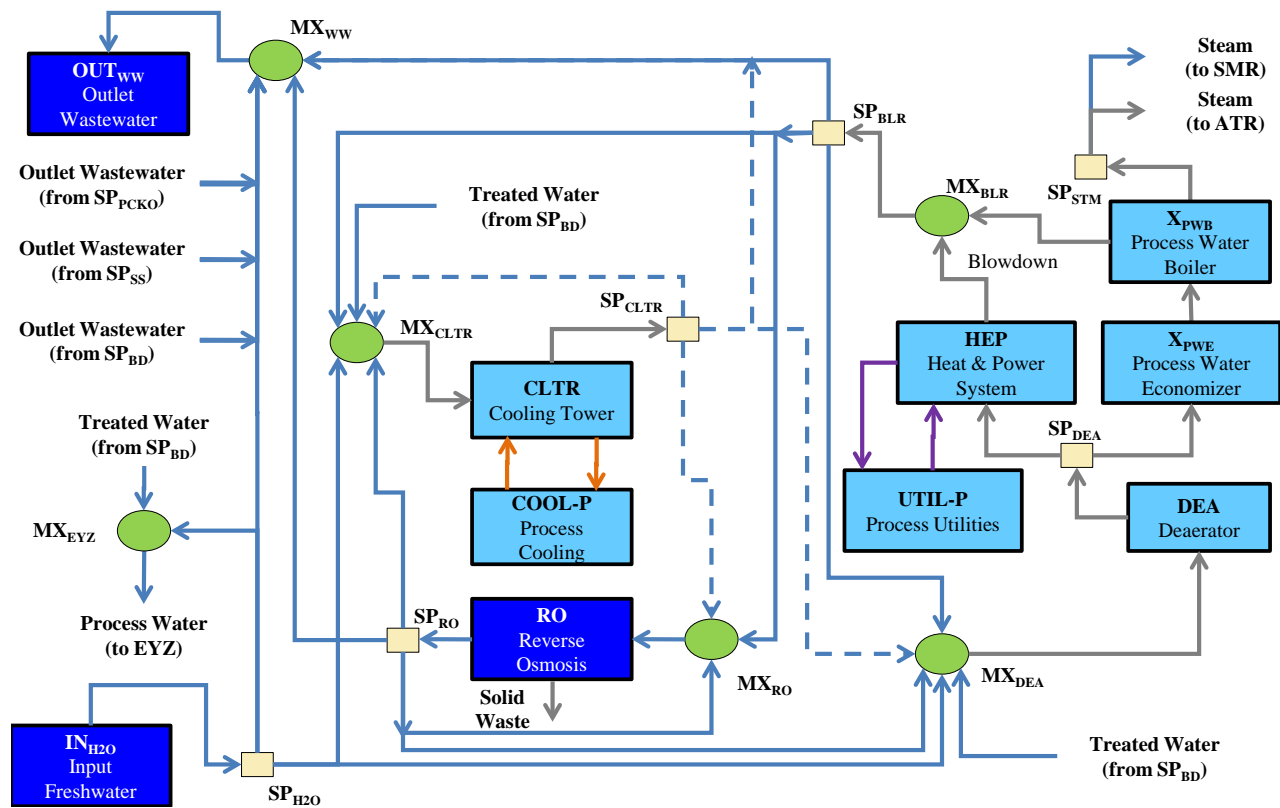 MXWW
OUTWW
Outlet
Wastewater
Steam
(to SMR)
Steam
(to ATR)
SPBLR
SPSTM
MXBLR
XPWB
Process Water
Boiler
Outlet Wastewater
(from SPPCKO)
Treated Water
(from SPBD)
Outlet Wastewater
(from SPSS)
Blowdown
SPCLTR
MXCLTR
Outlet Wastewater
(from SPBD)
HEP
Heat & Power
System
XPWE
Process Water
Economizer
CLTR
Cooling Tower
Treated Water
(from SPBD)
SPDEA
COOL-P
Process
Cooling
UTIL-P
Process Utilities
DEA
Deaerator
MXEYZ
Process Water
(to EYZ)
SPRO
RO
Reverse
Osmosis
MXRO
MXDEA
Solid
Waste
INH2O
Input
Freshwater
SPH2O
Treated Water
(from SPBD)